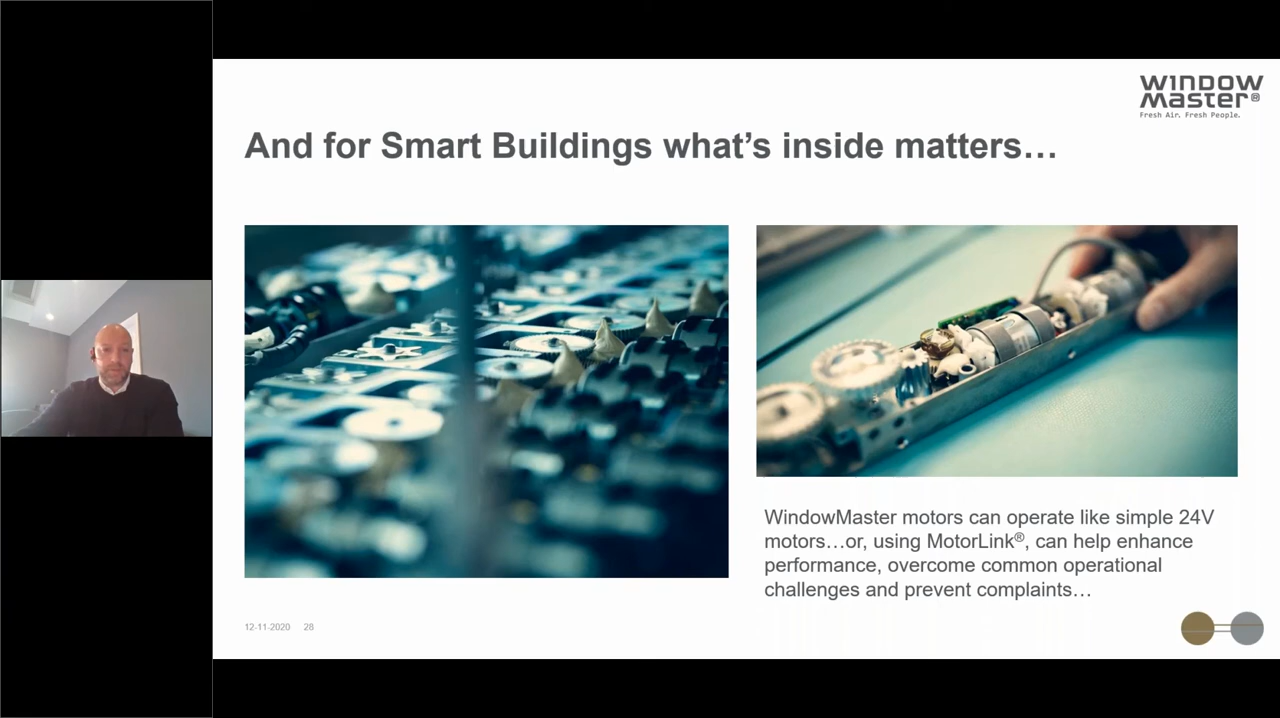 WINDOW
Master®
Fresh Air. Fresh People.
And for Smart Buildings what’s inside matters…
WindowMaster motors can operate like simple 24V
motors…or, using MotorLink®, can help enhance
performance, overcome common operational
challenges and prevent complaints…
12-11-2020 28